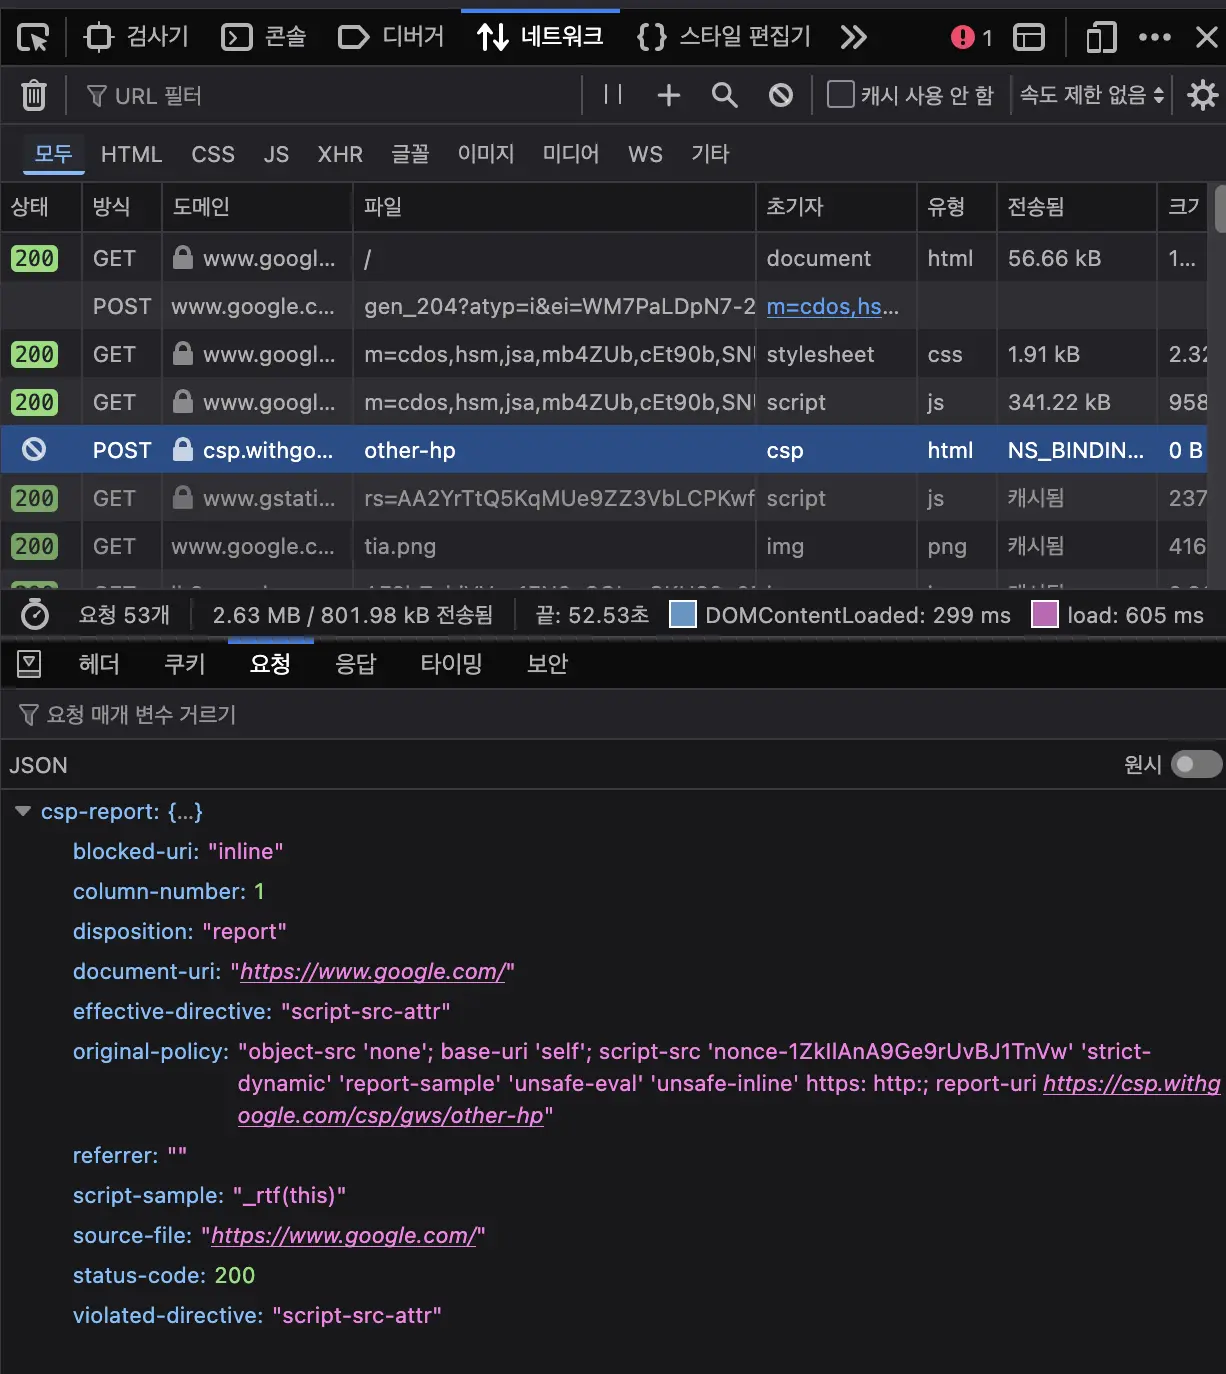 검사기 콘솔 디버거 네트워크 {} 스타일 편집기 1
URL 필터 캐시 사용 안 함 속도 제한 없음
모두 HTML CSS JS XHR 글꼴 이미지 미디어 WS 기타
상태 방식 도메인 파일 초기자 유형 전송됨 크기
200 GET www.googl... / document html 56.66 kB 1...
POST www.google.c... gen_204?atyp=i&ei=WM7PaLDpN7-2 m=cdos,hs...
200 GET www.googl... m=cdos,hsm,jsa,mb4ZUb,cEt90b,SN stylesheet css 1.91 kB 2.32
200 GET www.googl... m=cdos,hsm,jsa,mb4ZUb,cEt90b,SN script js 341.22 kB 958
POST csp.withgo... other-hp csp html NS_BINDIN... 0 B
200 GET www.gstati... rs=AA2YrTtQ5KqMUe9ZZ3VbLCPKwf script js 캐시됨 237
200 GET www.google.c... tia.png img png 캐시됨 416
요청 53개 2.63 MB / 801.98 kB 전송됨 끝: 52.53초 DOMContentLoaded: 299 ms load: 605 ms
헤더 쿠키 요청 응답 타이밍 보안
요청 매개 변수 거르기
JSON 원시
csp-report: {...}
blocked-uri: "inline"
column-number: 1
disposition: "report"
document-uri: "https://www.google.com/"
effective-directive: "script-src-attr"
original-policy: "object-src 'none'; base-uri 'self'; script-src 'nonce-1ZkIlAnA9Ge9rUvBJ1TnVw' 'strict-
dynamic' 'report-sample' 'unsafe-eval' 'unsafe-inline' https: http:; report-uri https://csp.withg
oogle.com/csp/gws/other-hp"
referrer: ""
script-sample: "_rtf(this)"
source-file: "https://www.google.com/"
status-code: 200
violated-directive: "script-src-attr"